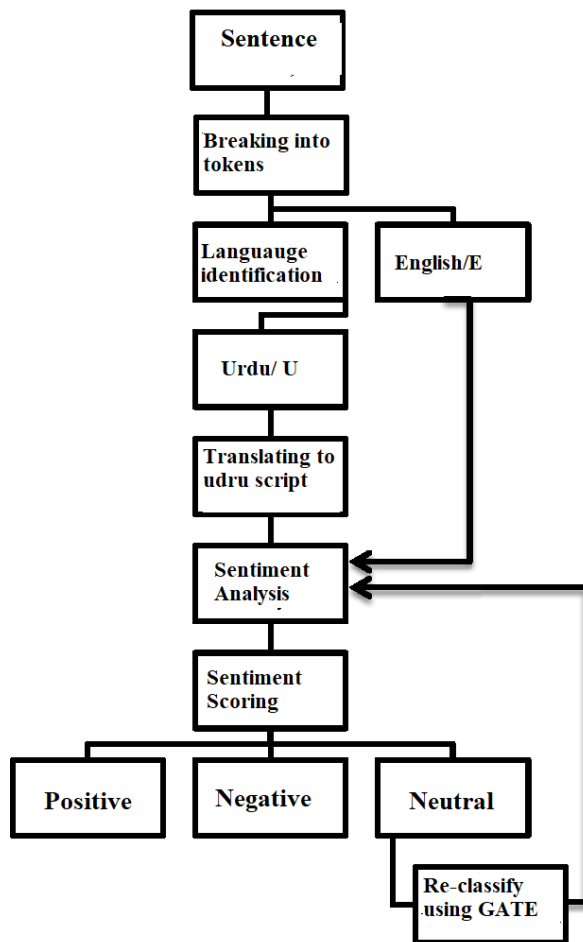 Sentence
Breaking into
tokens
Languauge
identification
English/E
Urdu/ U
Translating to
udru script
Sentiment
Analysis
Sentiment
Scoring
Positive
Negative
Neutral
Re-classify
using GATE